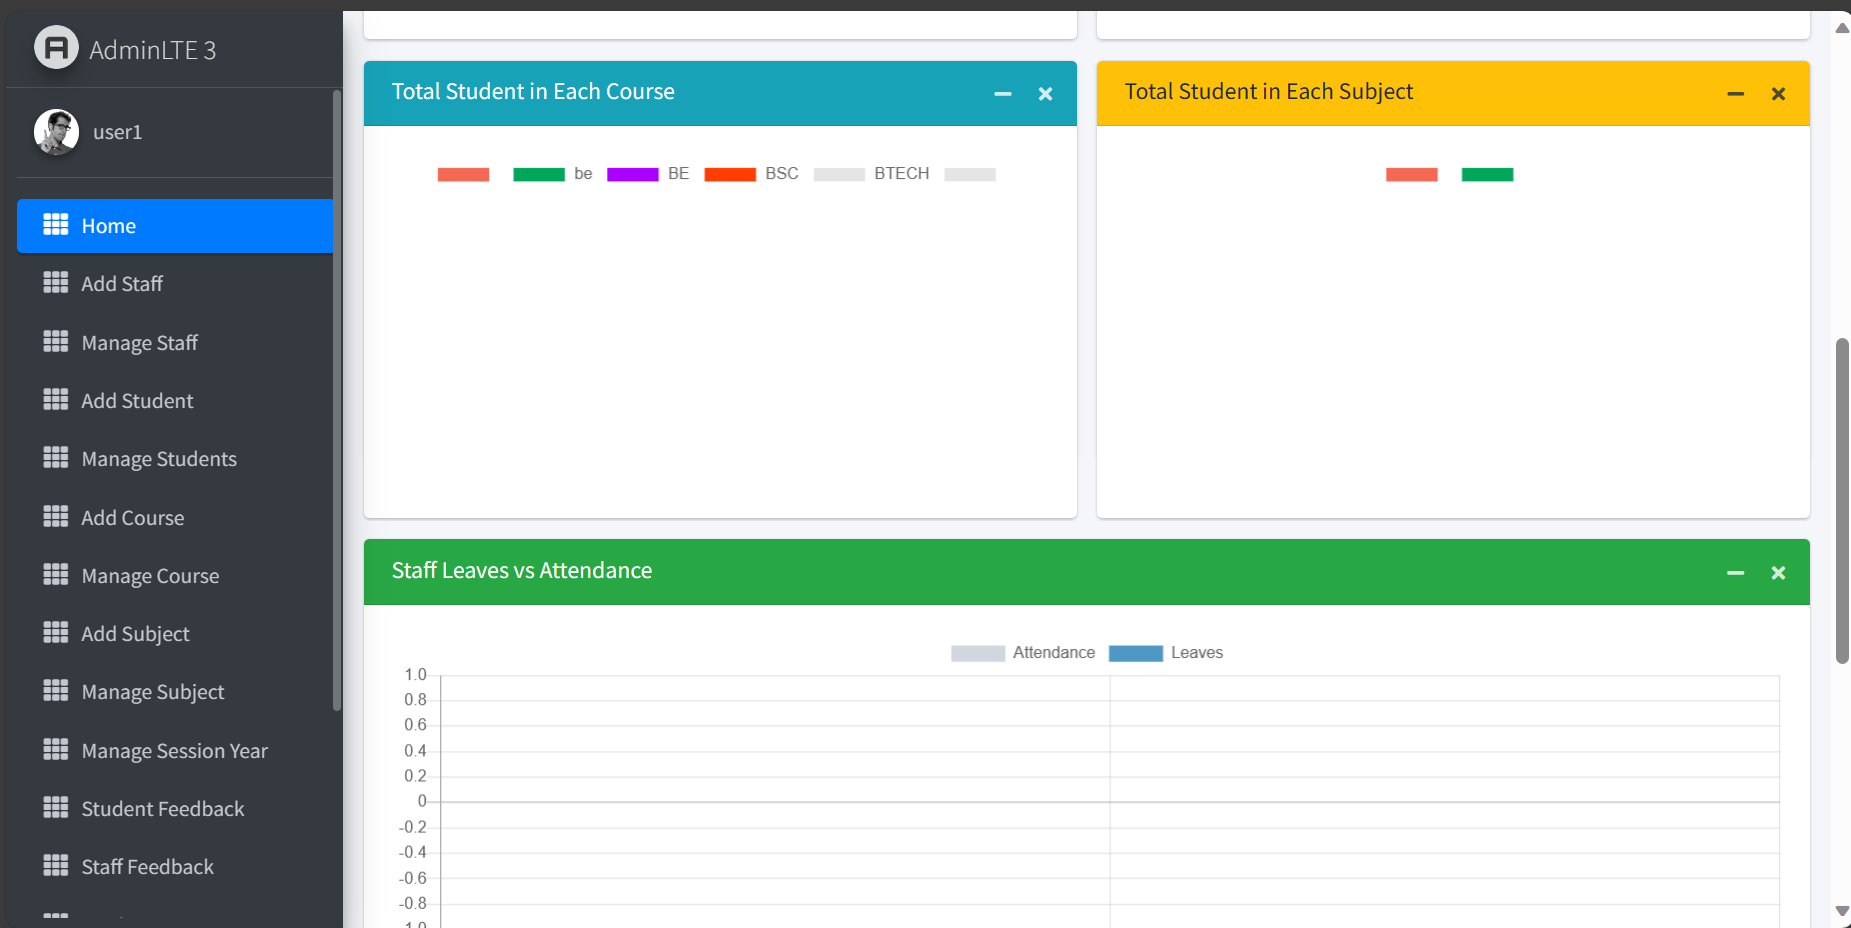 AdminLTE 3
user1
Home
Add Staff
Manage Staff
Add Student
Manage Students
Add Course
Manage Course
Add Subject
Manage Subject
Manage Session Year
Student Feedback
Staff Feedback
Total Student in Each Course
be BE BSC BTECH
Total Student in Each Subject
Staff Leaves vs Attendance
Attendance Leaves
1.0
0.8
0.6
0.4
0.2
0
-0.2
-0.4
-0.6
-0.8